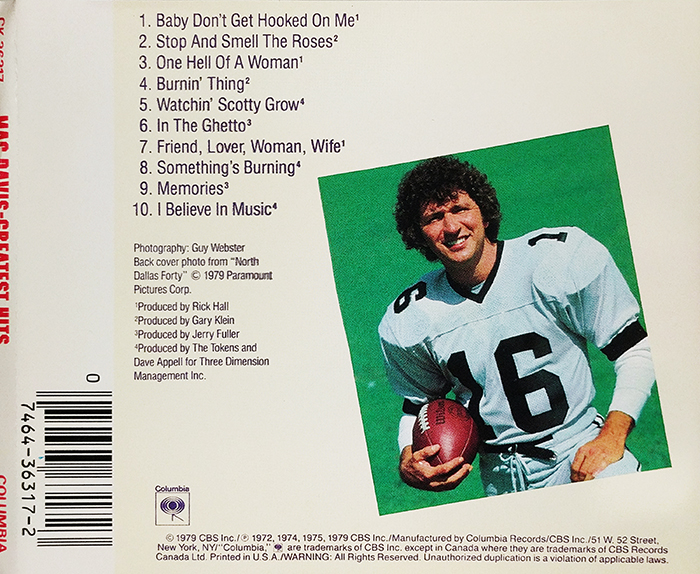 1. Baby Don't Get Hooked On Me¹
2. Stop And Smell The Roses²
3. One Hell Of A Woman¹
4. Burnin' Thing²
5. Watchin' Scotty Grow⁴
6. In The Ghetto³
7. Friend, Lover, Woman, Wife¹
8. Something's Burning⁴
9. Memories³
10. I Believe In Music⁴
Photography: Guy Webster
Back cover photo from "North
Dallas Forty" © 1979 Paramount
Pictures Corp.
¹Produced by Rick Hall
²Produced by Gary Klein
³Produced by Jerry Fuller
⁴Produced by The Tokens and
Dave Appell for Three Dimension
Management Inc.
16
16
Wilson
Columbia
© 1979 CBS Inc./℗ 1972, 1974, 1975, 1979 CBS Inc./Manufactured by Columbia Records/CBS Inc./51 W. 52 Street,
New York, NY/"Columbia," are trademarks of CBS Inc. except in Canada where they are trademarks of CBS Records
Canada Ltd. Printed in U.S.A./WARNING: All Rights Reserved. Unauthorized duplication is a violation of applicable laws.
MAC DAVIS-GREATEST HITS
COLUMBIA
0
7464-36317-2